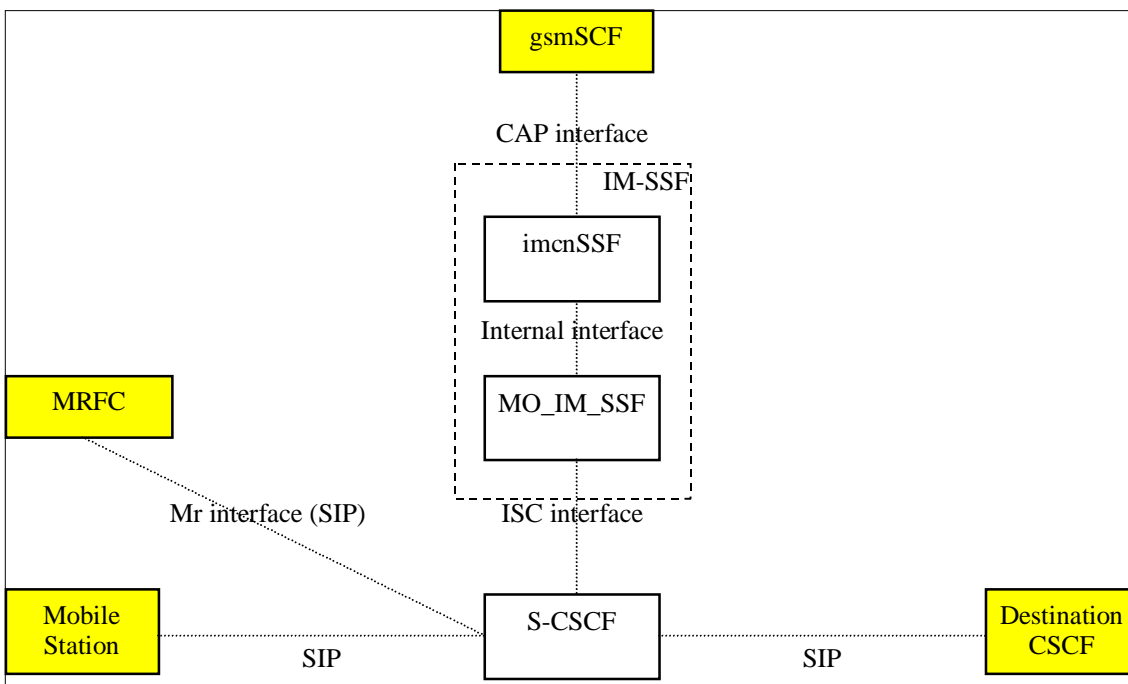 gsmSCF
CAP interface
IM-SSF
imcnSSF
Internal interface
MRFC
MO_IM_SSF
Mr interface (SIP)
ISC interface
Mobile
Station
S-CSCF
Destination
CSCF
SIP
SIP